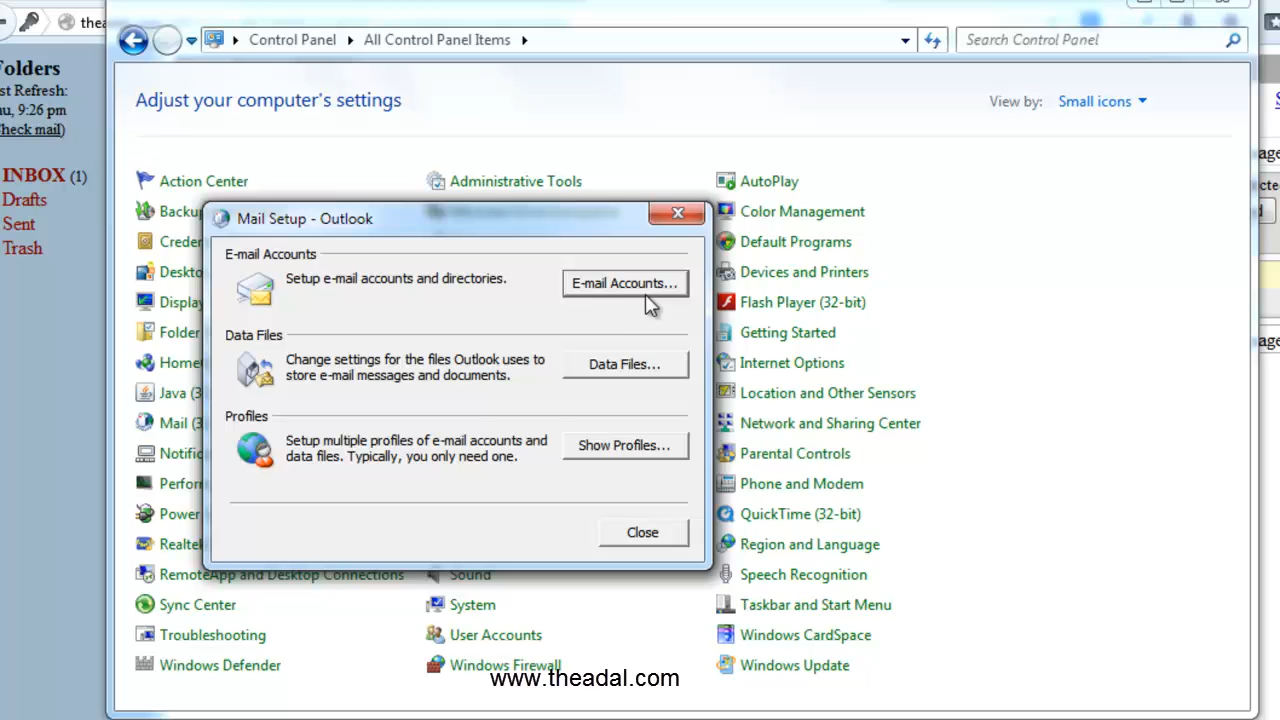 thea
Control Panel
All Control Panel Items
Search Control Panel
Folders
st Refresh:
u, 9:26 pm
heck mail)
INBOX (1)
Drafts
Sent
Trash
Adjust your computer's settings
View by: Small icons
Action Center
Administrative Tools
AutoPlay
Backu
Color Management
Creden
Default Programs
Deskto
Devices and Printers
Display
Flash Player (32-bit)
Folder
Getting Started
Home
Internet Options
Java (3
Location and Other Sensors
Mail (3
Network and Sharing Center
Notific
Parental Controls
Perforn
Phone and Modem
Power
QuickTime (32-bit)
Realtek
Region and Language
RemoteApp and Desktop Connections
Sound
Speech Recognition
Sync Center
System
Taskbar and Start Menu
Troubleshooting
User Accounts
Windows CardSpace
Windows Defender
Windows Firewall
Windows Update
Mail Setup - Outlook
E-mail Accounts
Setup e-mail accounts and directories.
E-mail Accounts...
Data Files
Change settings for the files Outlook uses to
store e-mail messages and documents.
Data Files...
Profiles
Setup multiple profiles of e-mail accounts and
data files. Typically, you only need one.
Show Profiles...
Close
www.theadal.com